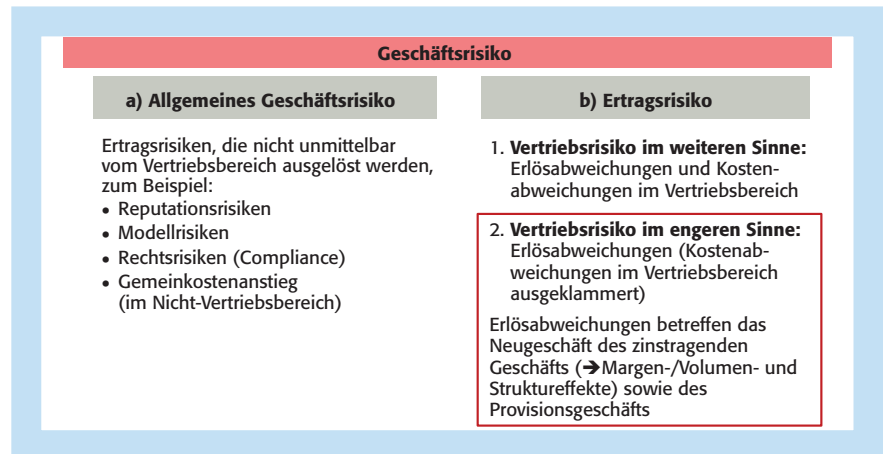 Geschäftsrisiko
a) Allgemeines Geschäftsrisiko
Ertragsrisiken, die nicht unmittelbar
vom Vertriebsbereich ausgelöst werden,
zum Beispiel:
• Reputationsrisiken
• Modellrisiken
• Rechtsrisiken (Compliance)
• Gemeinkostenanstieg
(im Nicht-Vertriebsbereich)
b) Ertragsrisiko
1. Vertriebsrisiko im weiteren Sinne:
Erlösabweichungen und Kosten-
abweichungen im Vertriebsbereich
2. Vertriebsrisiko im engeren Sinne:
Erlösabweichungen (Kostenab-
weichungen im Vertriebsbereich
ausgeklammert)
Erlösabweichungen betreffen das
Neugeschäft des zinstragenden
Geschäfts (➔Margen-/Volumen- und
Struktureffekte) sowie des
Provisionsgeschäfts